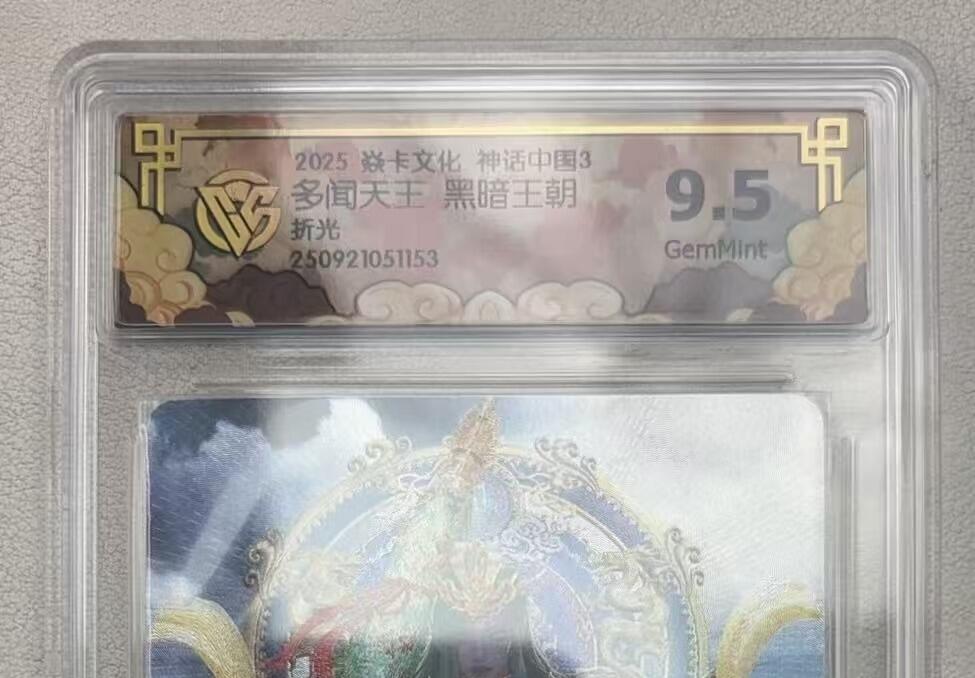 2025 焱卡文化 神话中国3
多闻天王 黑暗王朝
折光
250921051153
9.5
GemMint